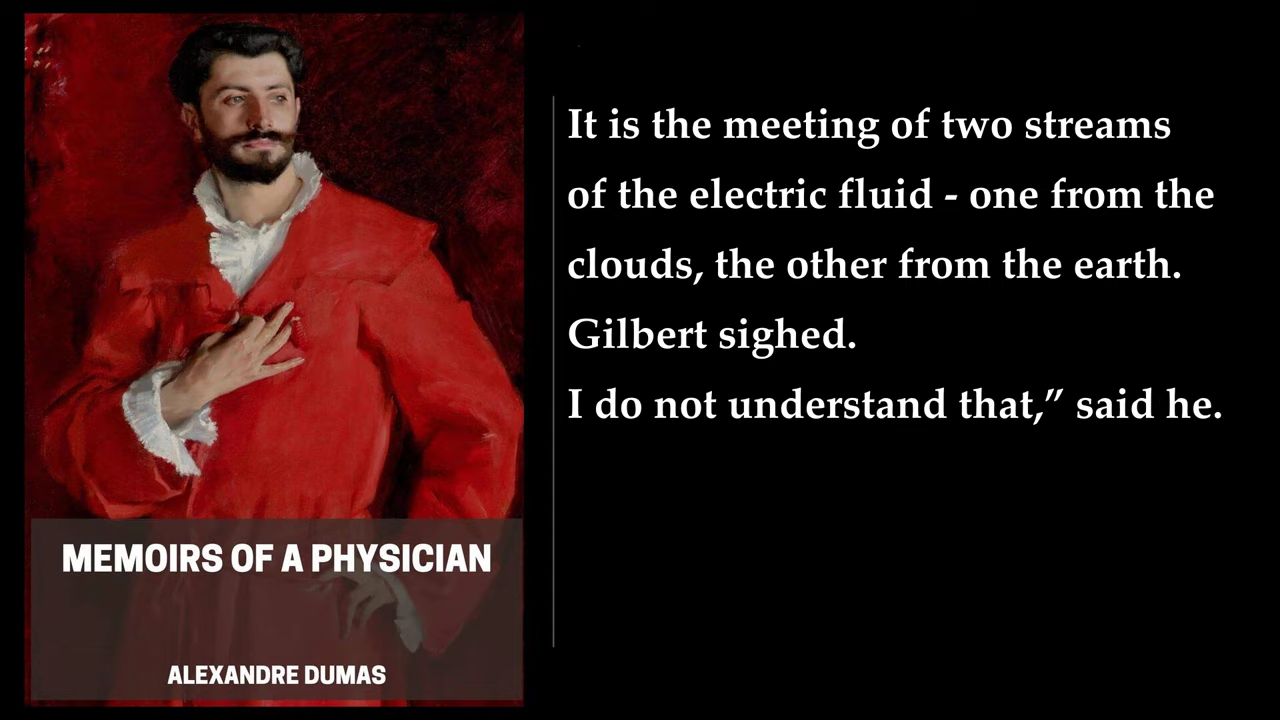 It is the meeting of two streams
of the electric fluid - one from the
clouds, the other from the earth.
Gilbert sighed.
I do not understand that,” said he.
MEMOIRS OF A PHYSICIAN
ALEXANDRE DUMAS